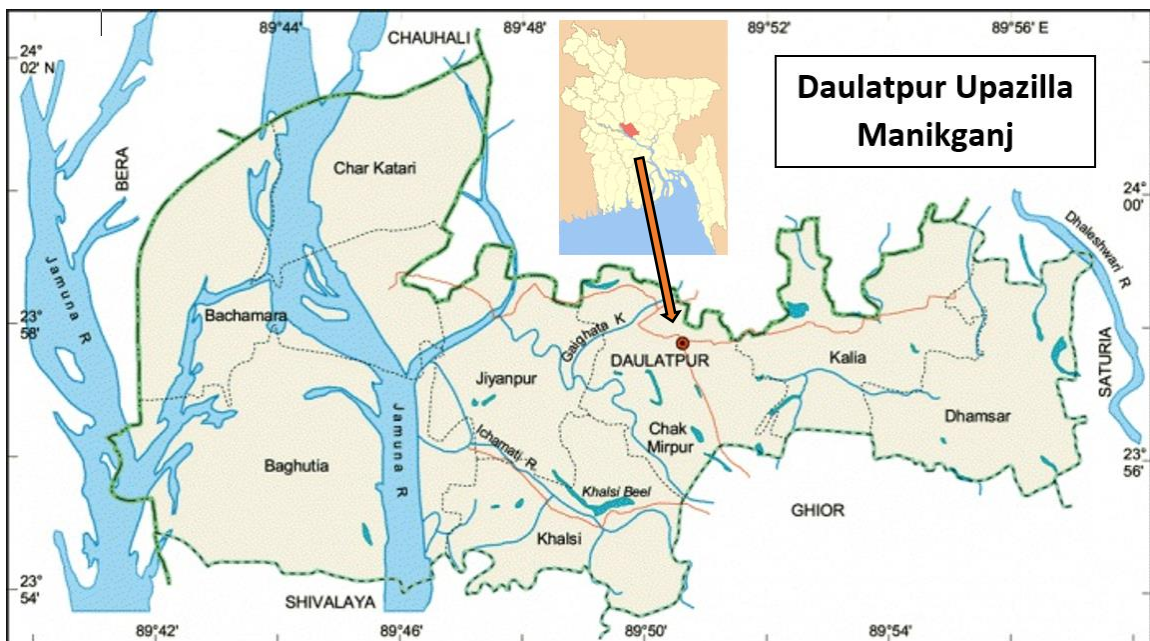 89°44'
89°48'
89°52'
89°56' E
24°
02' N
CHAUHALI
Daulatpur Upazilla
Manikganj
BERA
Char Katari
24°
00'
Dhaleshwari R
Jamuna R
Bachamara
23°
58'
Gaighata K
DAULATPUR
Kalia
SATURIA
Jiyanpur
Jamuna R
Dhamsar
Chak
Mirpur
Ichamati R.
Baghutia
23°
56'
Khalsi Beel
GHIOR
Khalsi
23°
54'
SHIVALAYA
89°42'
89°46'
89°50'
89°54'